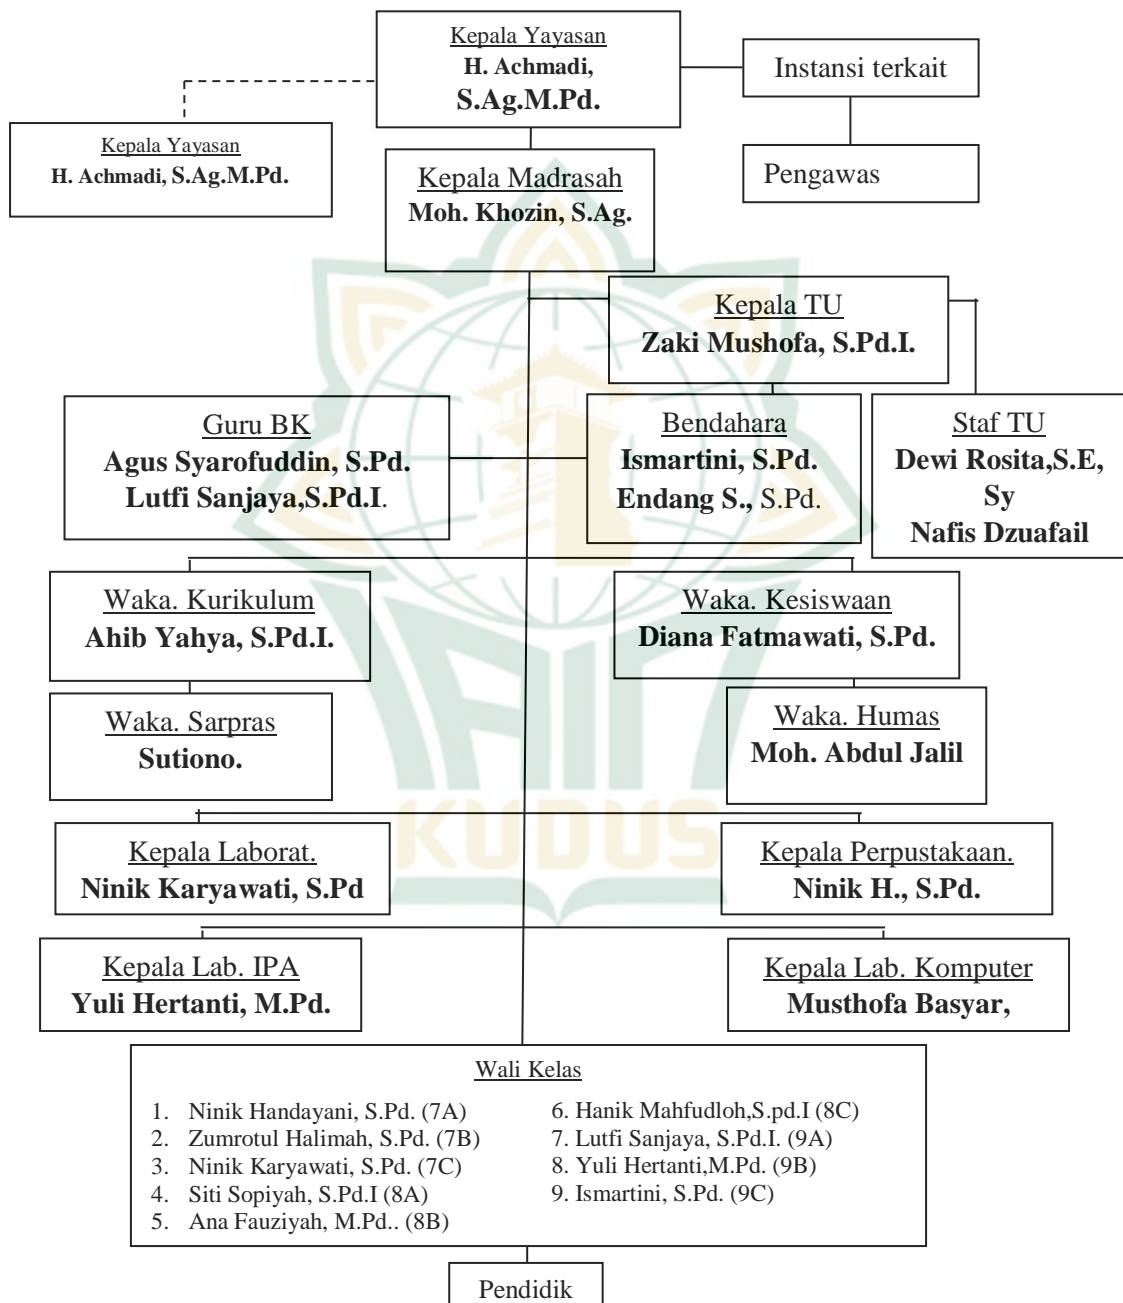 Kepala Yayasan
H. Achmadi,
S.Ag.M.Pd.
Instansi terkait
Kepala Yayasan
H. Achmadi, S.Ag.M.Pd.
Pengawas
Kepala Madrasah
Moh. Khozin, S.Ag.
Kepala TU
Zaki Mushofa, S.Pd.I.
Guru BK
Agus Syarofuddin, S.Pd.
Lutfi Sanjaya,S.Pd.I.
Bendahara
Ismartini, S.Pd.
Endang S., S.Pd.
Staf TU
Dewi Rosita,S.E,
Sy
Nafis Dzuafail
Waka. Kurikulum
Ahib Yahya, S.Pd.I.
Waka. Kesiswaan
Diana Fatmawati, S.Pd.
Waka. Sarpras
Sutiono.
Waka. Humas
Moh. Abdul Jalil
IAIN
KUDUS
Kepala Laborat.
Ninik Karyawati, S.Pd
Kepala Perpustakaan.
Ninik H., S.Pd.
Kepala Lab. IPA
Yuli Hertanti, M.Pd.
Kepala Lab. Komputer
Musthofa Basyar,
Wali Kelas
1. Ninik Handayani, S.Pd. (7A)
2. Zumrotul Halimah, S.Pd. (7B)
3. Ninik Karyawati, S.Pd. (7C)
4. Siti Sopiyah, S.Pd.I (8A)
5. Ana Fauziyah, M.Pd.. (8B)
6. Hanik Mahfudloh,S.pd.I (8C)
7. Lutfi Sanjaya, S.Pd.I. (9A)
8. Yuli Hertanti,M.Pd. (9B)
9. Ismartini, S.Pd. (9C)
Pendidik